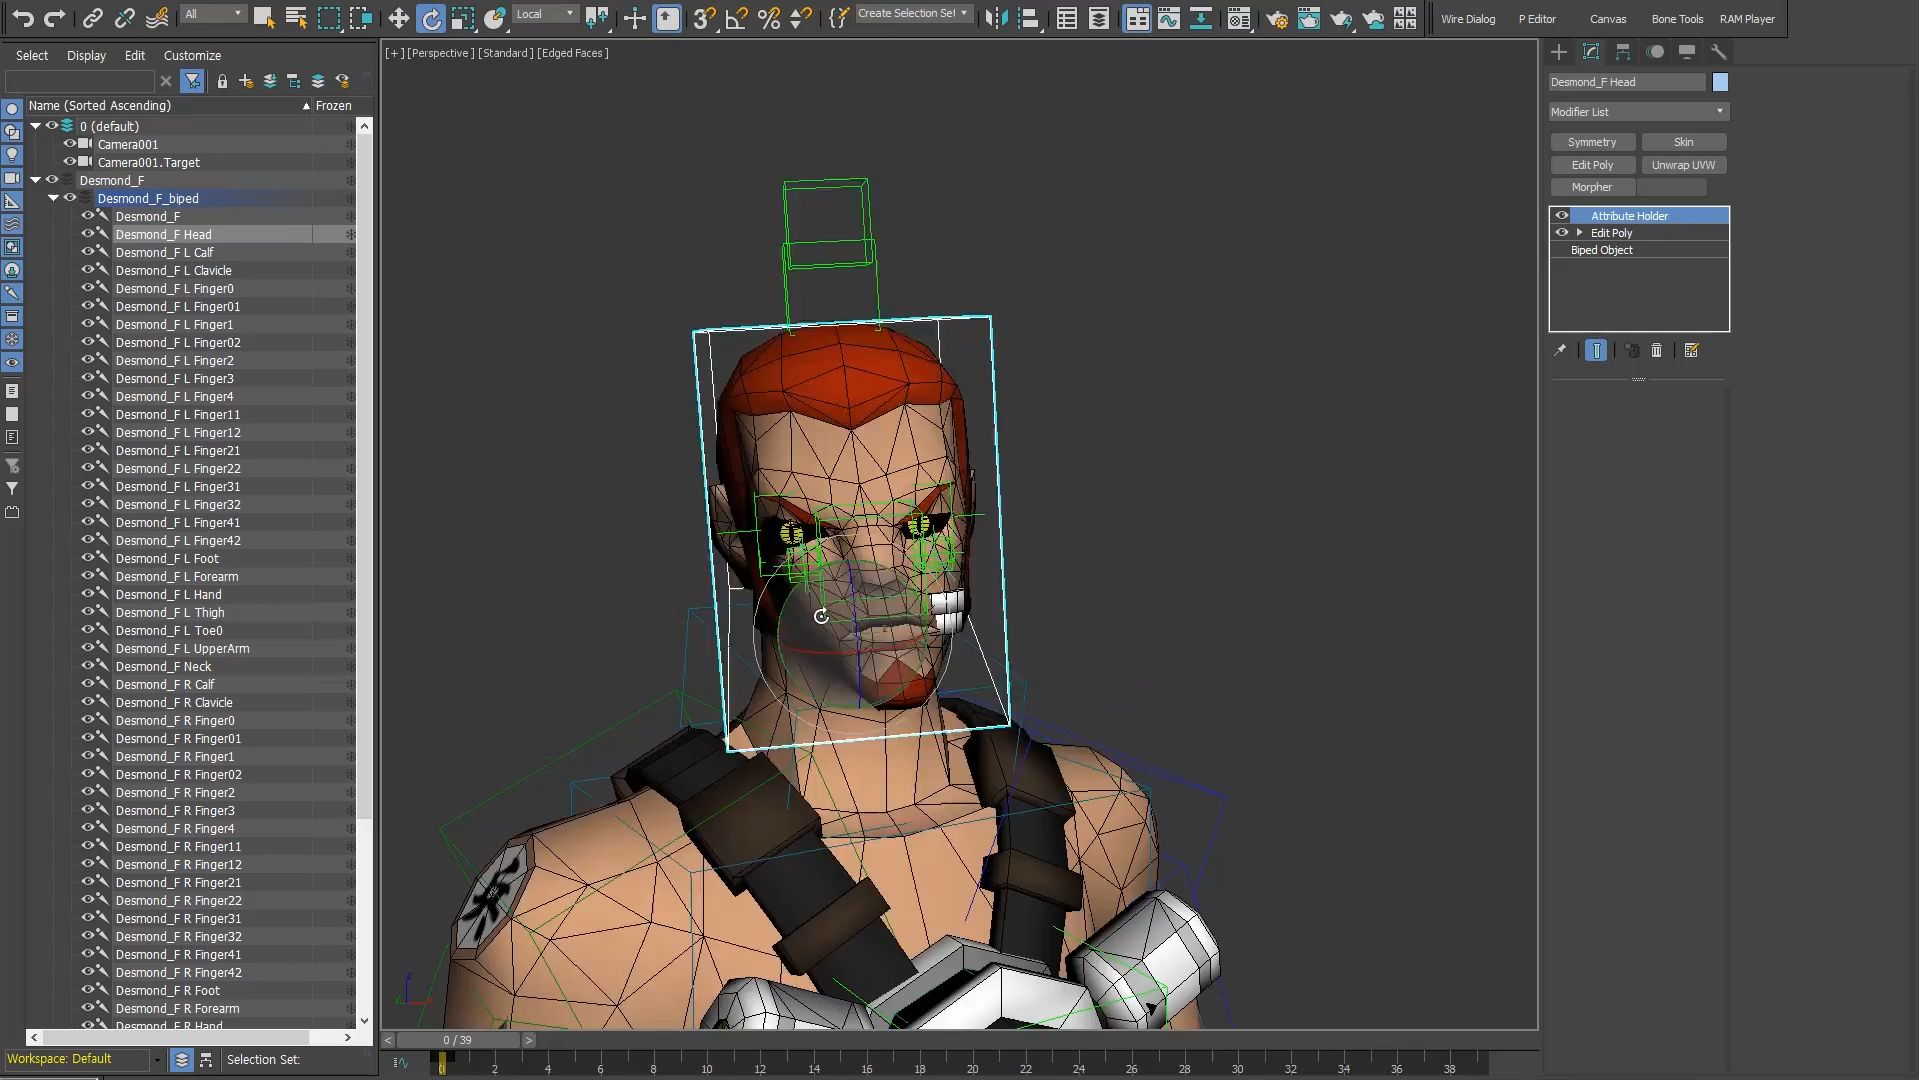 All
Local
Create Selection Set
Wire Dialog
P Editor
Canvas
Bone Tools
RAM Player
Select
Display
Edit
Customize
[+] [Perspective] [Standard] [Edged Faces]
Name (Sorted Ascending)
Frozen
0 (default)
Camera001
Camera001.Target
Desmond_F
Desmond_F_biped
Desmond_F
Desmond_F Head
Desmond_F L Calf
Desmond_F L Clavicle
Desmond_F L Finger0
Desmond_F L Finger01
Desmond_F L Finger1
Desmond_F L Finger02
Desmond_F L Finger2
Desmond_F L Finger3
Desmond_F L Finger4
Desmond_F L Finger11
Desmond_F L Finger12
Desmond_F L Finger21
Desmond_F L Finger22
Desmond_F L Finger31
Desmond_F L Finger32
Desmond_F L Finger41
Desmond_F L Finger42
Desmond_F L Foot
Desmond_F L Forearm
Desmond_F L Hand
Desmond_F L Thigh
Desmond_F L Toe0
Desmond_F L UpperArm
Desmond_F Neck
Desmond_F R Calf
Desmond_F R Clavicle
Desmond_F R Finger0
Desmond_F R Finger01
Desmond_F R Finger1
Desmond_F R Finger02
Desmond_F R Finger2
Desmond_F R Finger3
Desmond_F R Finger4
Desmond_F R Finger11
Desmond_F R Finger12
Desmond_F R Finger21
Desmond_F R Finger22
Desmond_F R Finger31
Desmond_F R Finger32
Desmond_F R Finger41
Desmond_F R Finger42
Desmond_F R Foot
Desmond_F R Forearm
Desmond_F R Hand
Desmond_F Head
Modifier List
Symmetry
Skin
Edit Poly
Unwrap UVW
Morpher
Attribute Holder
Edit Poly
Biped Object
0 / 39
Workspace: Default
Selection Set:
0 2 4 6 8 10 12 14 16 18 20 22 24 26 28 30 32 34 36 38